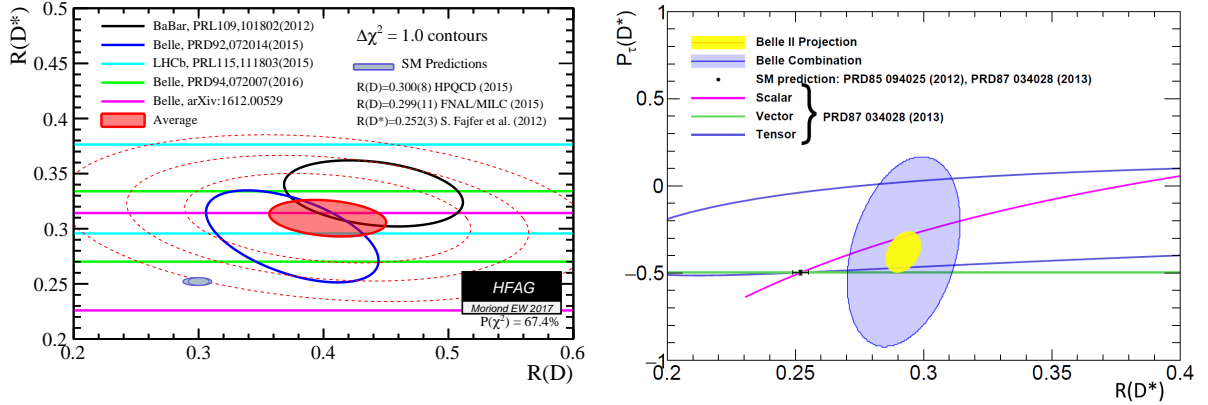 R(D*)
0.5
0.45
0.4
0.35
0.3
0.25
0.2
BaBar, PRL109,101802(2012)
Belle, PRD92,072014(2015)
LHCb, PRL115,111803(2015)
Belle, PRD94,072007(2016)
Belle, arXiv:1612.00529
Average
Δχ² = 1.0 contours
SM Predictions
R(D)=0.300(8) HPQCD (2015)
R(D)=0.299(11) FNAL/MILC (2015)
R(D*)=0.252(3) S. Fajfer et al. (2012)
HFAG
Moriond EW 2017
P(χ²) = 67.4%
0.2
0.3
0.4
0.5
0.6
R(D)
Pτ(D*)
1
0.5
0
−0.5
−1
Belle II Projection
Belle Combination
SM prediction: PRD85 094025 (2012), PRD87 034028 (2013)
Scalar
Vector
Tensor
PRD87 034028 (2013)
0.2
0.25
0.3
0.35
0.4
R(D*)